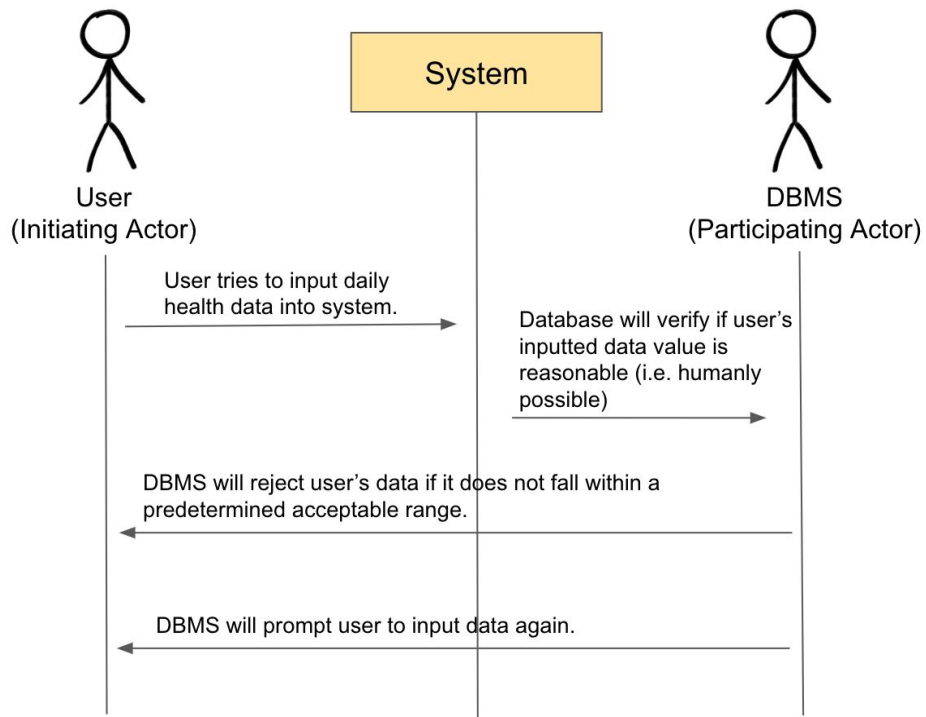 System
User
(Initiating Actor)
DBMS
(Participating Actor)
User tries to input daily
health data into system.
Database will verify if user's
inputted data value is
reasonable (i.e. humanly
possible)
DBMS will reject user's data if it does not fall within a
predetermined acceptable range.
DBMS will prompt user to input data again.